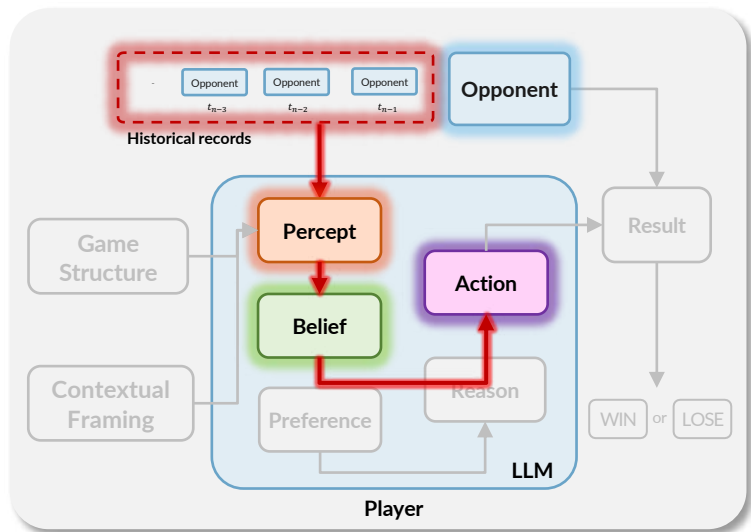 Opponent
Opponent
Opponent
Opponent
t_{n-3}
t_{n-2}
t_{n-1}
Historical records
Percept
Result
Game
Structure
Action
Belief
Contextual
Framing
Preference
Reason
WIN or LOSE
LLM
Player